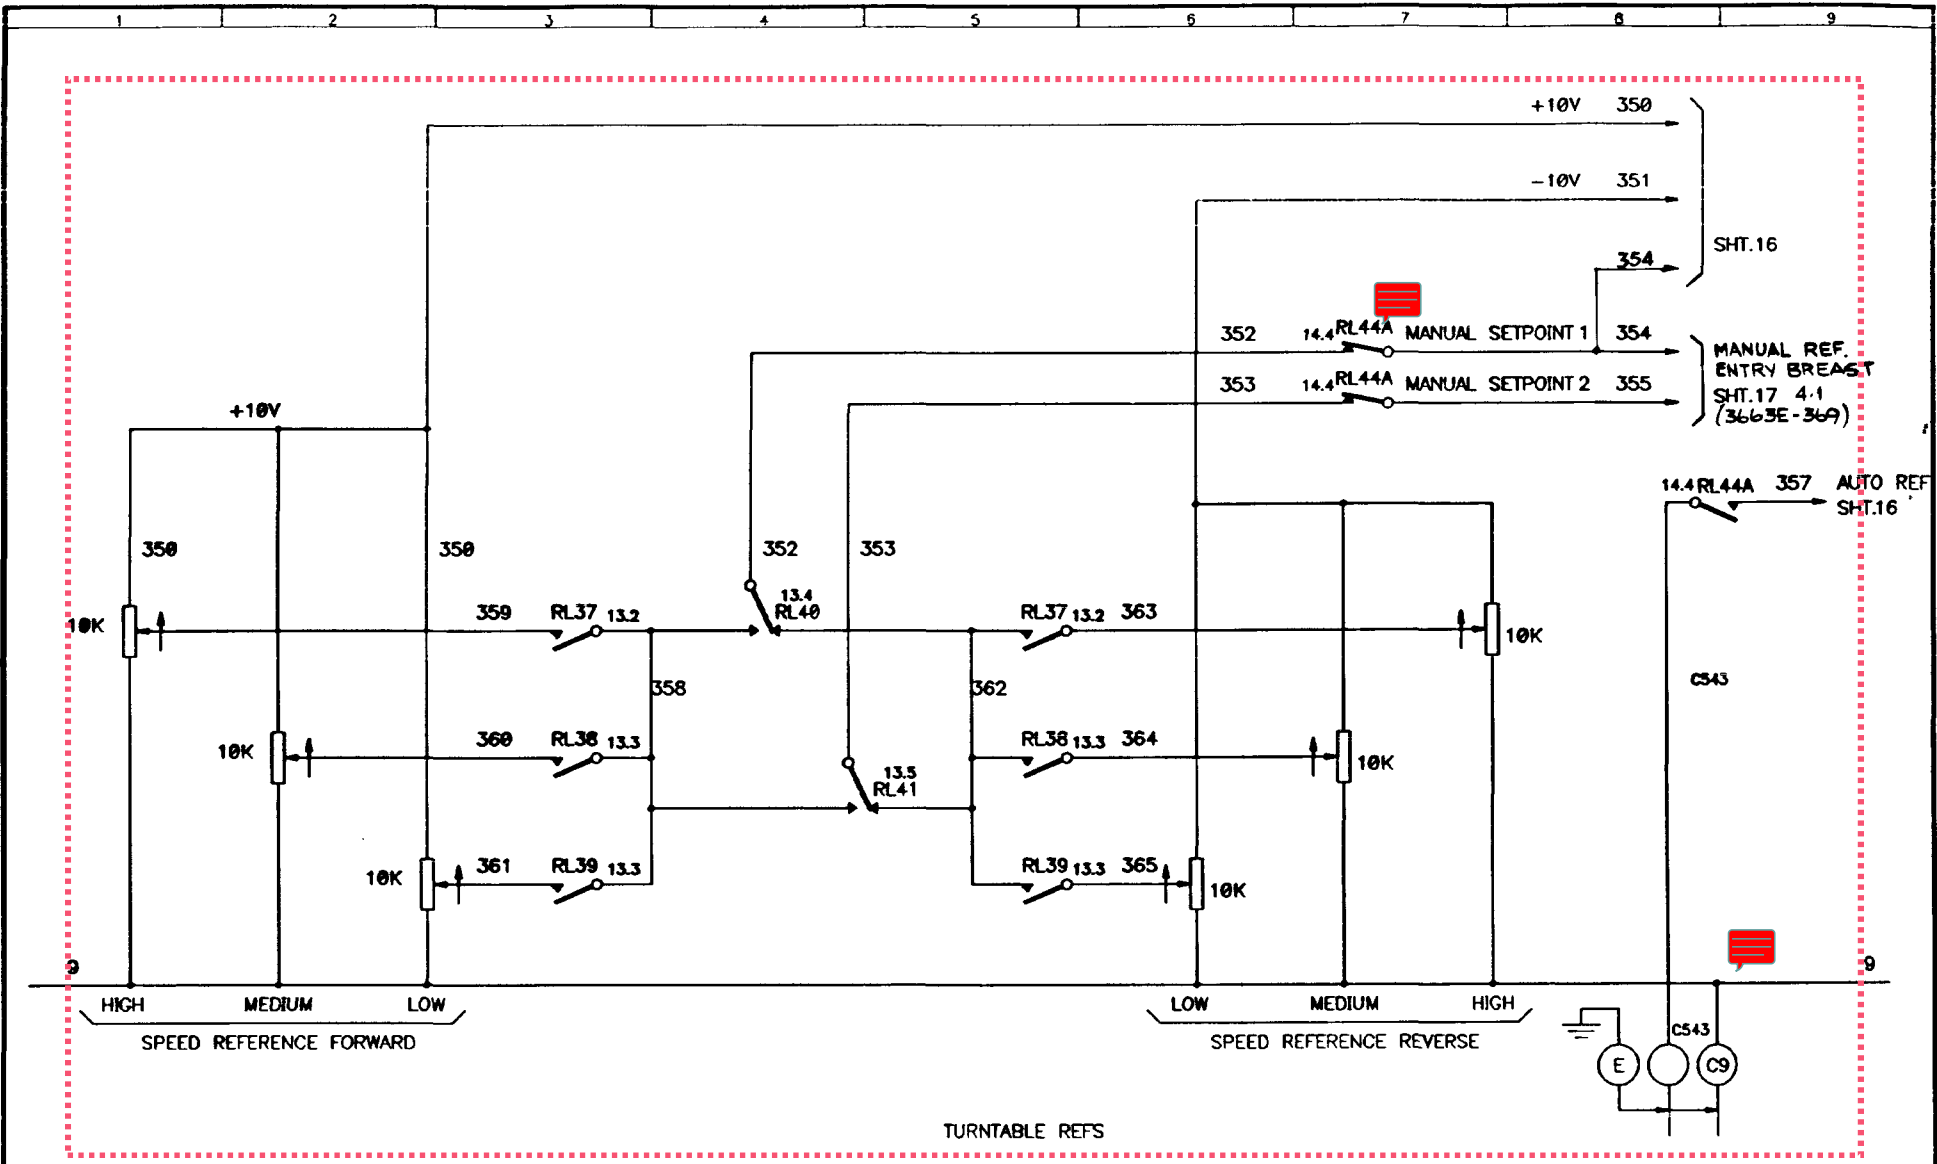 1 2 3 4 5 6 7 8 9
+10V 350
-10V 351
SHT.16
354
352 14.4 RL44A MANUAL SETPOINT 1 354
353 14.4 RL44A MANUAL SETPOINT 2 355
MANUAL REF.
ENTRY BREAST
SHT.17 4.1
(3663E-369)
+10V
14.4 RL44A 357 AUTO REF
SHT.16
350 350 352 353
13.4
RL40
10K 359 RL37 13.2 RL37 13.2 363 10K
358 362 C543
10K 360 RL38 13.3 RL38 13.3 364 10K
13.5
RL41
10K 361 RL39 13.3 RL39 13.3 365 10K
9 9
HIGH MEDIUM LOW LOW MEDIUM HIGH
SPEED REFERENCE FORWARD SPEED REFERENCE REVERSE
C543
E C9
TURNTABLE REFS